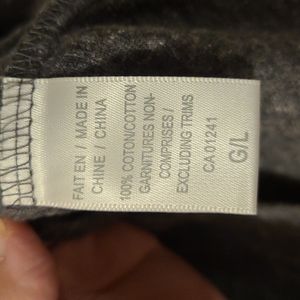 FAIT EN / MADE IN
CHINE / CHINA
100% COTON/COTTON
GARNITURES NON-
COMPRISES /
EXCLUDING TRIMS
CA 01241
G/L